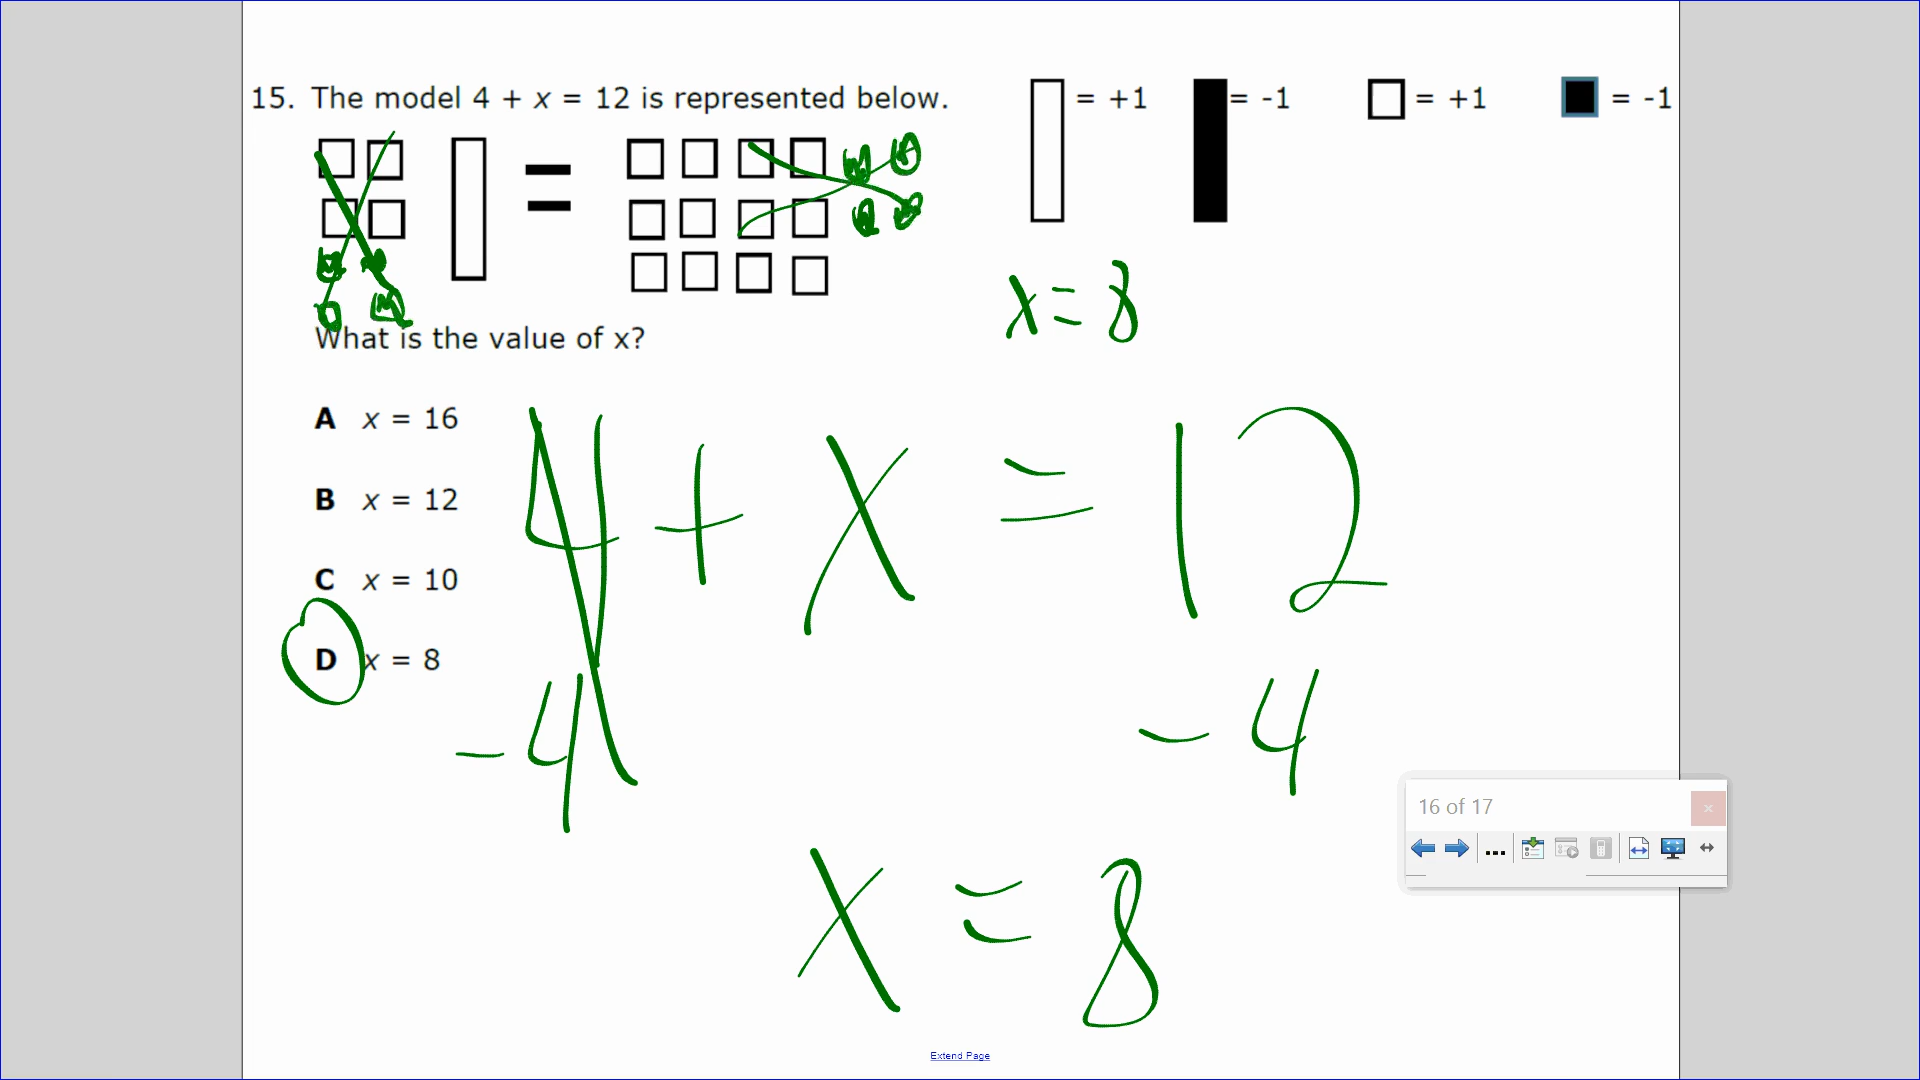 15. The model 4 + x = 12 is represented below.
= +1
= -1
= +1
= -1
x = 8
What is the value of x?
A x = 16
B x = 12
C x = 10
D x = 8
4 + x = 12
- 4 - 4
x = 8
16 of 17
Extend Page